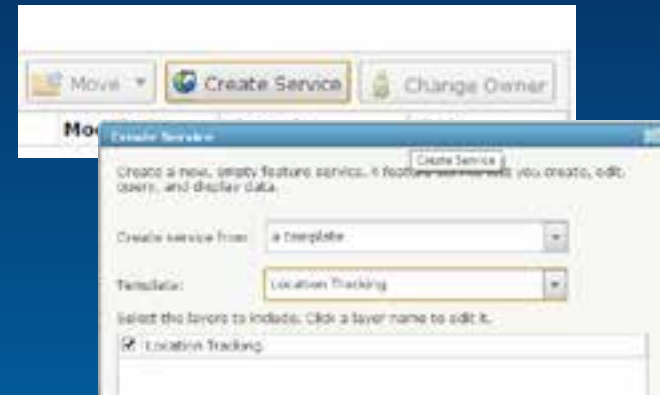 Move
Create Service
Change Owner
Mo
Create Service
Create Service
Create a new, empty feature service. A feature service lets you create, edit,
query, and display data.
Create service from
a template
Template:
Location Tracking
Select the layers to include. Click a layer name to edit it.
Location Tracking